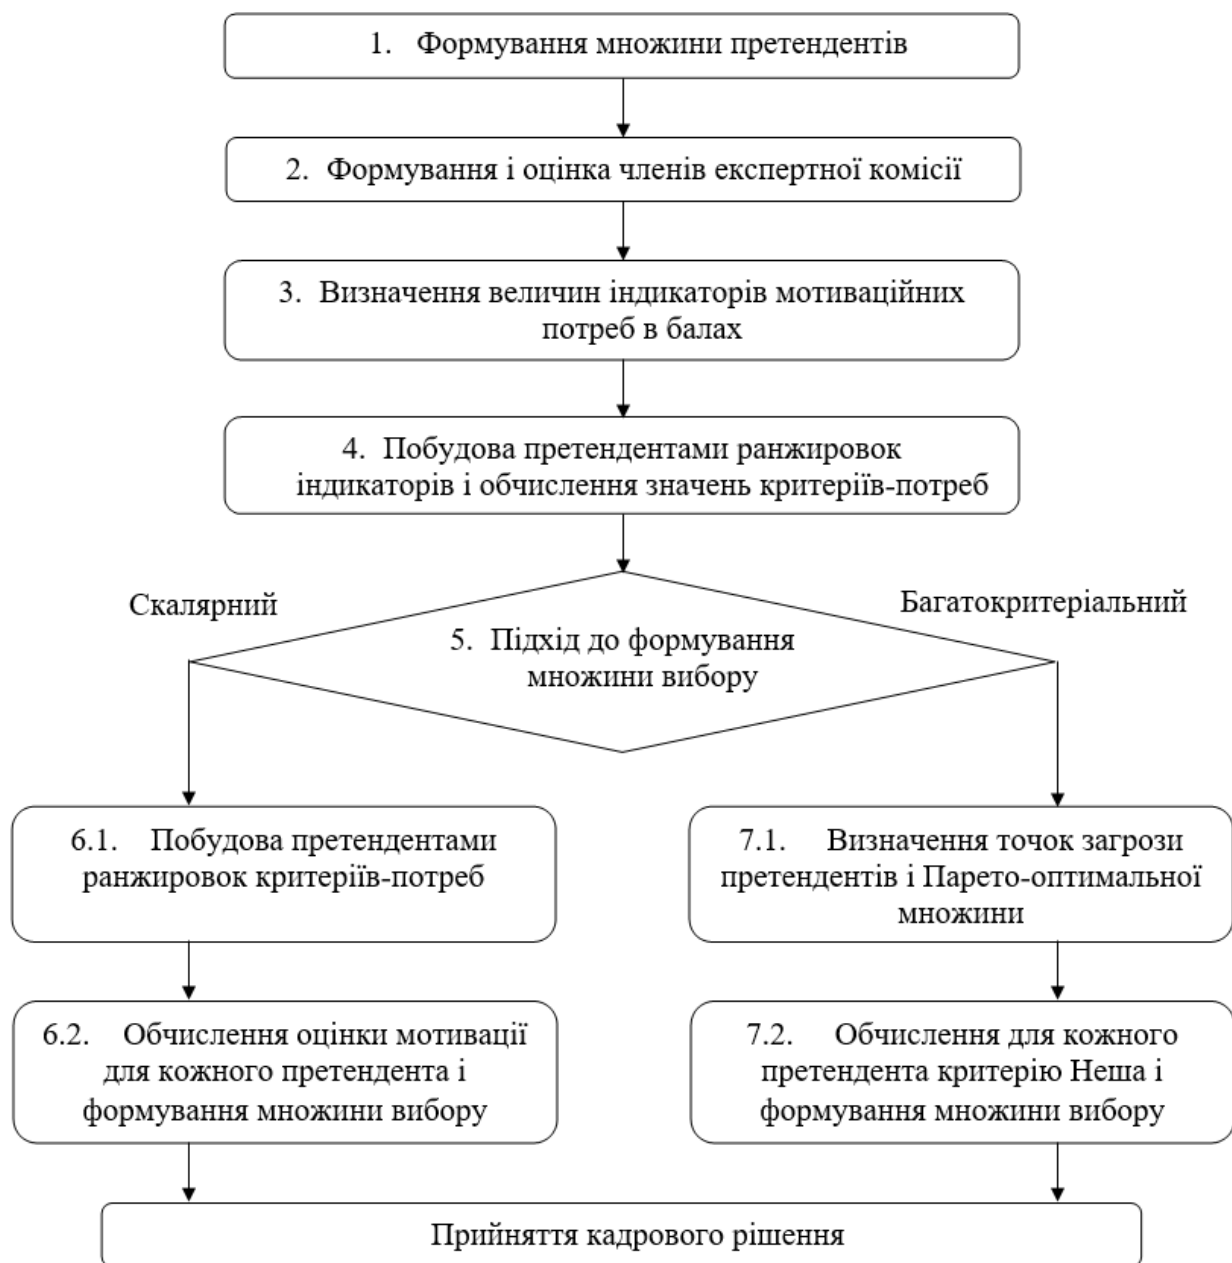 1. Формування множини претендентів
2. Формування і оцінка членів експертної комісії
3. Визначення величин індикаторів мотиваційних
потреб в балах
4. Побудова претендентами ранжировок
індикаторів і обчислення значень критеріїв-потреб
Скалярний
Багатокритеріальний
5. Підхід до формування
множини вибору
6.1. Побудова претендентами
ранжировок критеріїв-потреб
7.1. Визначення точок загрози
претендентів і Парето-оптимальної
множини
6.2. Обчислення оцінки мотивації
для кожного претендента і
формування множини вибору
7.2. Обчислення для кожного
претендента критерію Неша і
формування множини вибору
Прийняття кадрового рішення